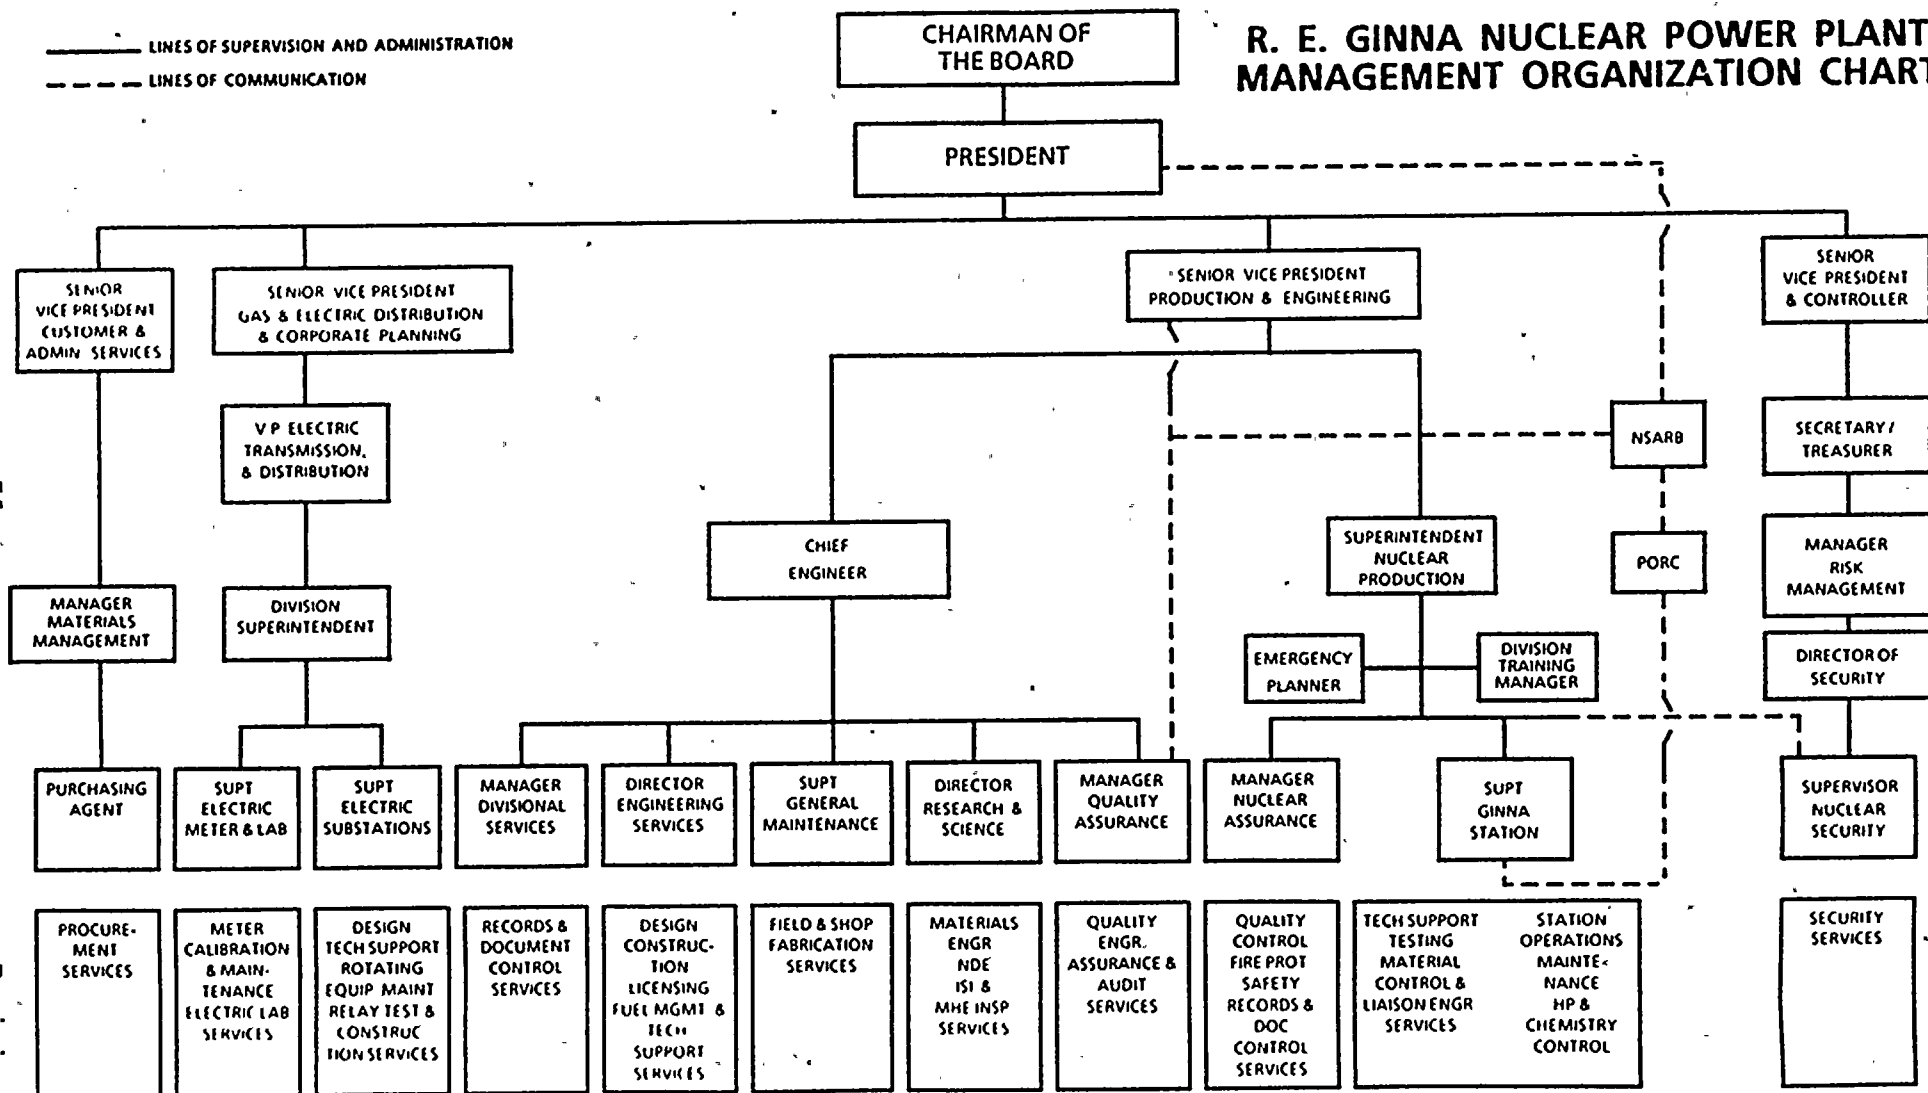 LINES OF SUPERVISION AND ADMINISTRATION
LINES OF COMMUNICATION
R. E. GINNA NUCLEAR POWER PLANT
MANAGEMENT ORGANIZATION CHART
CHAIRMAN OF
THE BOARD
PRESIDENT
SENIOR
VICE PRESIDENT
CUSTOMER &
ADMIN SERVICES
SENIOR VICE PRESIDENT
GAS & ELECTRIC DISTRIBUTION
& CORPORATE PLANNING
SENIOR VICE PRESIDENT
PRODUCTION & ENGINEERING
SENIOR
VICE PRESIDENT
& CONTROLLER
V P ELECTRIC
TRANSMISSION,
& DISTRIBUTION
NSARB
SECRETARY/
TREASURER
CHIEF
ENGINEER
SUPERINTENDENT
NUCLEAR
PRODUCTION
PORC
MANAGER
RISK
MANAGEMENT
MANAGER
MATERIALS
MANAGEMENT
DIVISION
SUPERINTENDENT
EMERGENCY
PLANNER
DIVISION
TRAINING
MANAGER
DIRECTOR OF
SECURITY
PURCHASING
AGENT
SUPT
ELECTRIC
METER & LAB
SUPT
ELECTRIC
SUBSTATIONS
MANAGER
DIVISIONAL
SERVICES
DIRECTOR
ENGINEERING
SERVICES
SUPT
GENERAL
MAINTENANCE
DIRECTOR
RESEARCH &
SCIENCE
MANAGER
QUALITY
ASSURANCE
MANAGER
NUCLEAR
ASSURANCE
SUPT
GINNA
STATION
SUPERVISOR
NUCLEAR
SECURITY
PROCURE-
MENT
SERVICES
METER
CALIBRATION
& MAIN-
TENANCE
ELECTRIC LAB
SERVICES
DESIGN
TECH SUPPORT
ROTATING
EQUIP MAINT
RELAY TEST &
CONSTRUC
TION SERVICES
RECORDS &
DOCUMENT
CONTROL
SERVICES
DESIGN
CONSTRUC-
TION
LICENSING
FUEL MGMT &
TECH
SUPPORT
SERVICES
FIELD & SHOP
FABRICATION
SERVICES
MATERIALS
ENGR
NDE
ISI &
MHE INSP
SERVICES
QUALITY
ENGR.
ASSURANCE &
AUDIT
SERVICES
QUALITY
CONTROL
FIRE PROT
SAFETY
RECORDS &
DOC
CONTROL
SERVICES
TECH SUPPORT
TESTING
MATERIAL
CONTROL &
LIAISON ENGR
SERVICES
STATION
OPERATIONS
MAINTE-
NANCE
HP &
CHEMISTRY
CONTROL
SECURITY
SERVICES